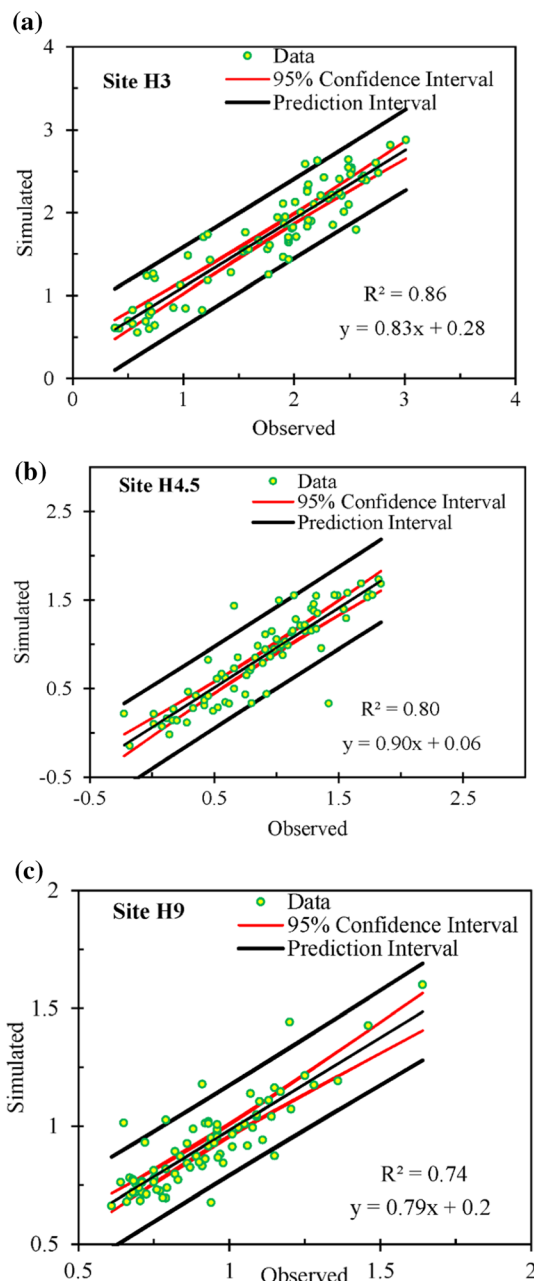 (a)
4
Site H3
Data
95% Confidence Interval
Prediction Interval
3
Simulated
2
1
R² = 0.86
y = 0.83x + 0.28
0
0 1 2 3 4
Observed
(b)
Site H4.5
Data
95% Confidence Interval
Prediction Interval
2.5
Simulated
1.5
0.5
R² = 0.80
y = 0.90x + 0.06
-0.5
-0.5 0.5 1.5 2.5
Observed
(c)
2
Site H9
Data
95% Confidence Interval
Prediction Interval
Simulated
1.5
1
R² = 0.74
y = 0.79x + 0.2
0.5
0.5 1 1.5 2
Observed